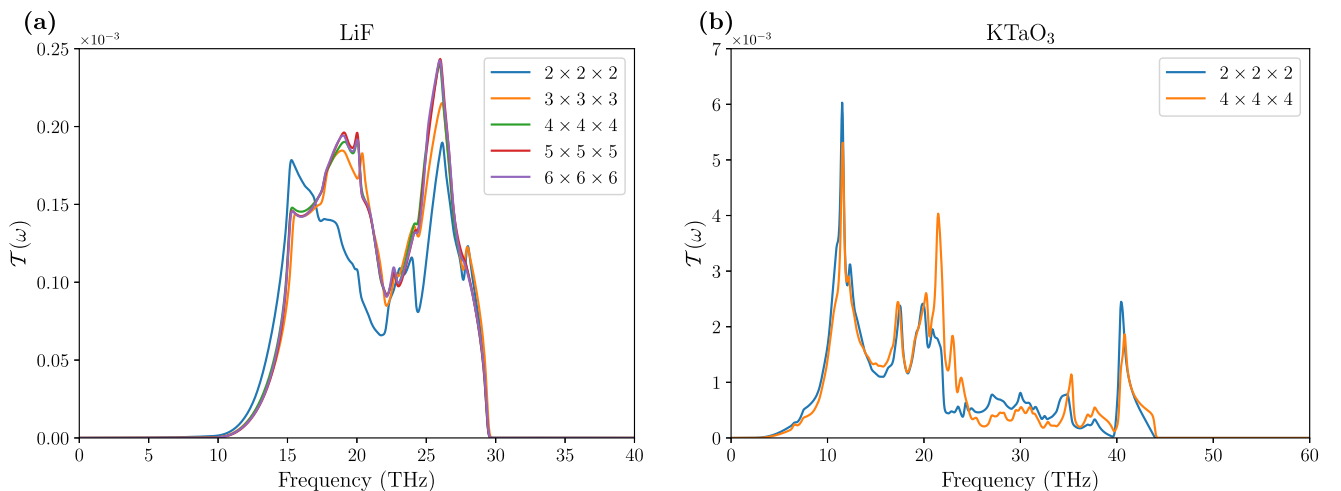 (a)
LiF
×10⁻³
0.25
0.20
0.15
0.10
0.05
0.00
𝒯(ω)
0 5 10 15 20 25 30 35 40
Frequency (THz)
2 × 2 × 2
3 × 3 × 3
4 × 4 × 4
5 × 5 × 5
6 × 6 × 6
(b)
KTaO₃
×10⁻³
7
6
5
4
3
2
1
0
𝒯(ω)
0 10 20 30 40 50 60
Frequency (THz)
2 × 2 × 2
4 × 4 × 4